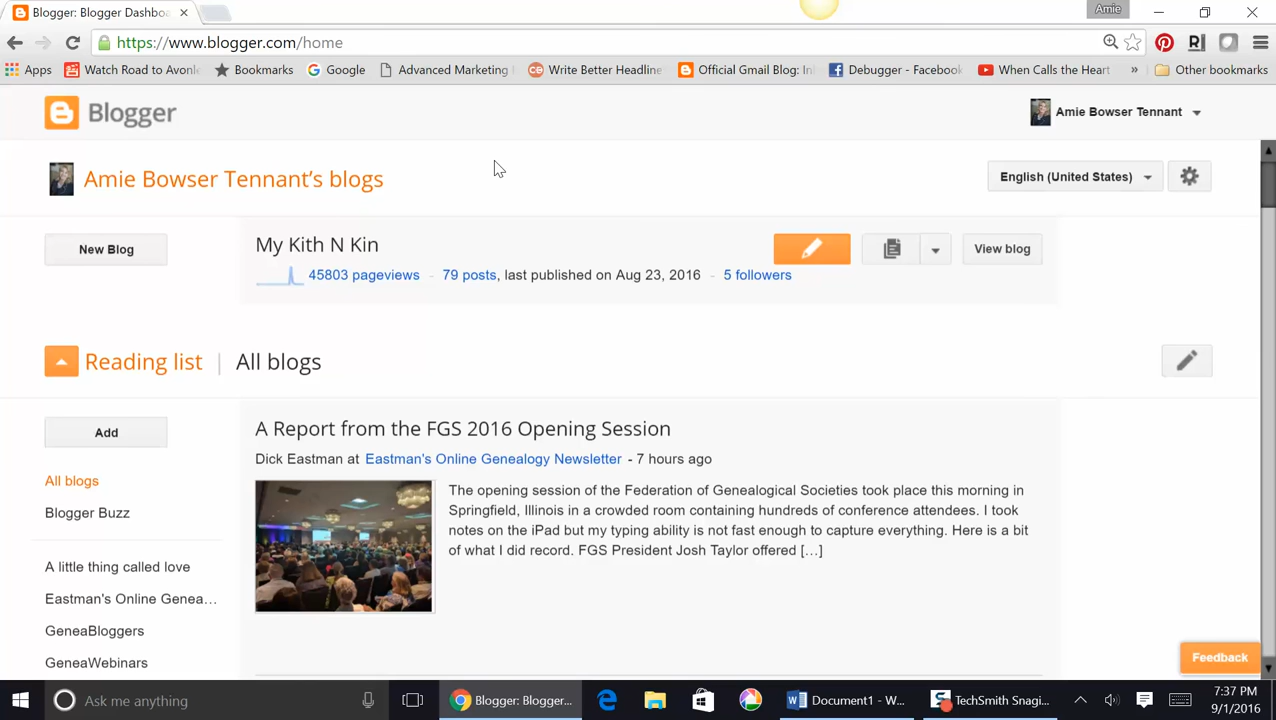 Blogger: Blogger Dashbo
Amie
https://www.blogger.com/home
Apps
Watch Road to Avonl
Bookmarks
Google
Advanced Marketing
Write Better Headline
Official Gmail Blog: In
Debugger - Facebook
When Calls the Heart
»
Other bookmarks
Blogger
Amie Bowser Tennant
Amie Bowser Tennant's blogs
English (United States)
New Blog
My Kith N Kin
View blog
45803 pageviews - 79 posts, last published on Aug 23, 2016 - 5 followers
Reading list | All blogs
Add
A Report from the FGS 2016 Opening Session
Dick Eastman at Eastman's Online Genealogy Newsletter - 7 hours ago
All blogs
Blogger Buzz
A little thing called love
Eastman's Online Genea…
GeneaBloggers
GeneaWebinars
The opening session of the Federation of Genealogical Societies took place this morning in
Springfield, Illinois in a crowded room containing hundreds of conference attendees. I took
notes on the iPad but my typing ability is not fast enough to capture everything. Here is a bit
of what I did record. FGS President Josh Taylor offered […]
Feedback
Ask me anything
Blogger: Blogger...
Document1 - W...
TechSmith Snagi...
7:37 PM
9/1/2016